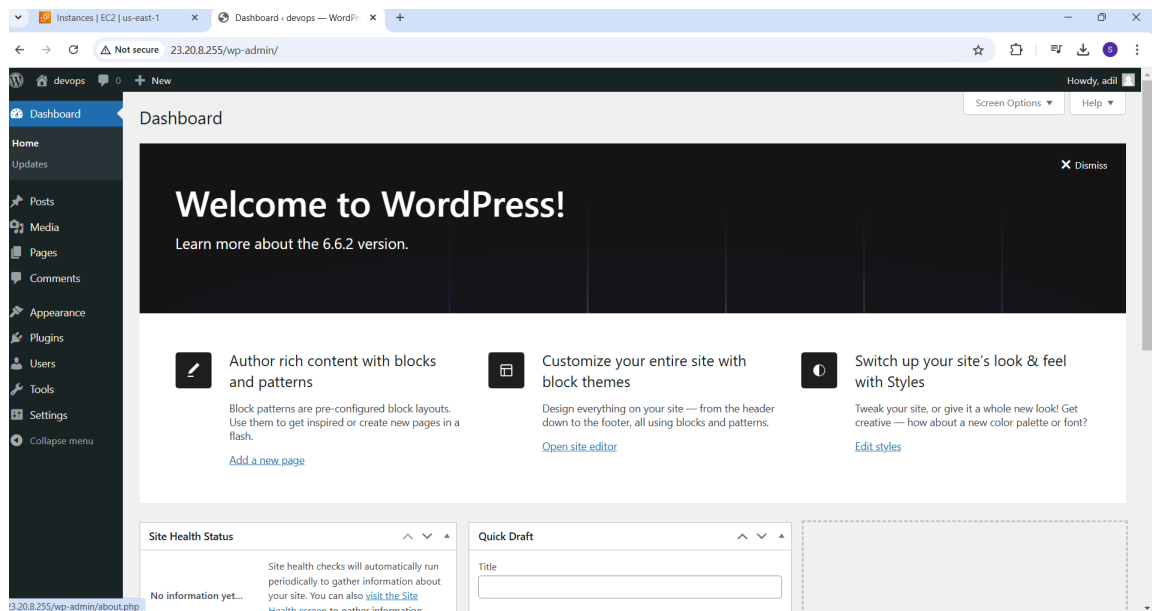 Instances | EC2 | us-east-1
Dashboard ‹ devops — WordPr
Not secure 23.20.8.255/wp-admin/
S
devops 0 New
Howdy, adil
Dashboard
Home
Updates
Posts
Media
Pages
Comments
Appearance
Plugins
Users
Tools
Settings
Collapse menu
Screen Options ▼
Help ▼
Dashboard
Dismiss
Welcome to WordPress!
Learn more about the 6.6.2 version.
Author rich content with blocks
and patterns
Block patterns are pre-configured block layouts.
Use them to get inspired or create new pages in a
flash.
Add a new page
Customize your entire site with
block themes
Design everything on your site — from the header
down to the footer, all using blocks and patterns.
Open site editor
Switch up your site’s look & feel
with Styles
Tweak your site, or give it a whole new look! Get
creative — how about a new color palette or font?
Edit styles
Site Health Status
No information yet...
Site health checks will automatically run
periodically to gather information about
your site. You can also visit the Site
Health screen to gather information
Quick Draft
Title
23.20.8.255/wp-admin/about.php